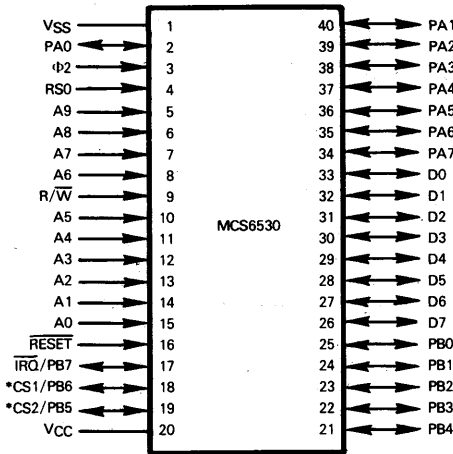 VSS 1 40 PA1
PA0 2 39 PA2
Φ2 3 38 PA3
RS0 4 37 PA4
A9 5 36 PA5
A8 6 35 PA6
A7 7 34 PA7
A6 8 33 D0
R/W̅ 9 32 D1
A5 10 31 D2
MCS6530
A4 11 30 D3
A3 12 29 D4
A2 13 28 D5
A1 14 27 D6
A0 15 26 D7
R̅E̅S̅E̅T̅ 16 25 PB0
I̅R̅Q̅/PB7 17 24 PB1
*CS1/PB6 18 23 PB2
*CS2/PB5 19 22 PB3
VCC 20 21 PB4